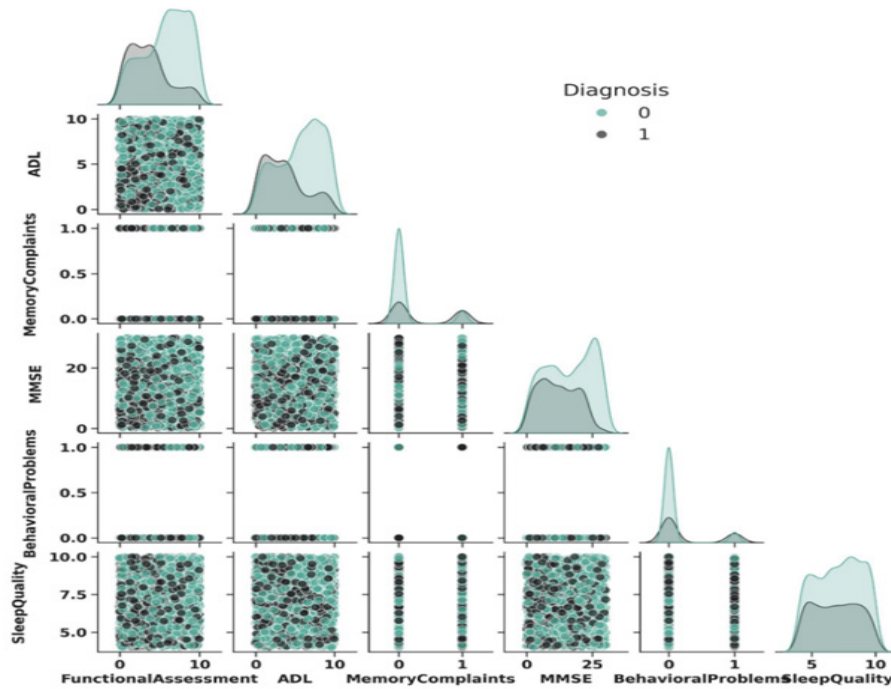 Diagnosis
0
1
10
5
0
ADL
1.0
0.5
0.0
MemoryComplaints
20
0
MMSE
1.0
0.5
0.0
BehavioralProblems
10.0
7.5
5.0
SleepQuality
0 10 0 10 0 1 0 25 0 1 5 10
FunctionalAssessment ADL MemoryComplaints MMSE BehavioralProblems SleepQuality